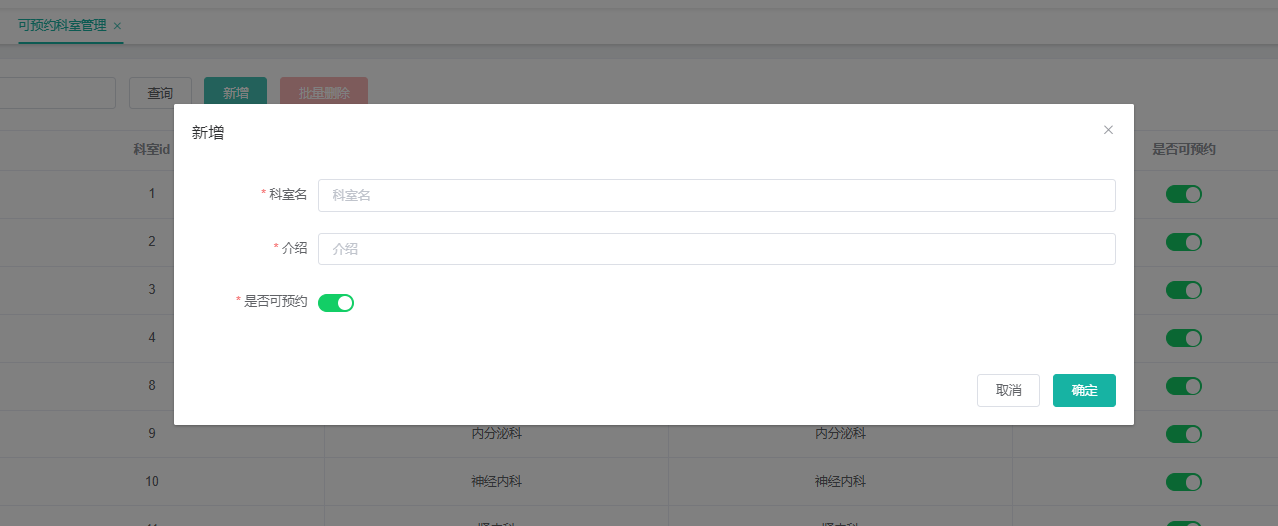 可预约科室管理 ×
查询 新增 批量删除
新增 ×
科室id 是否可预约
* 科室名 科室名
1
* 介绍 介绍
2
3
* 是否可预约
4
8
取消 确定
9 内分泌科 内分泌科
10 神经内科 神经内科